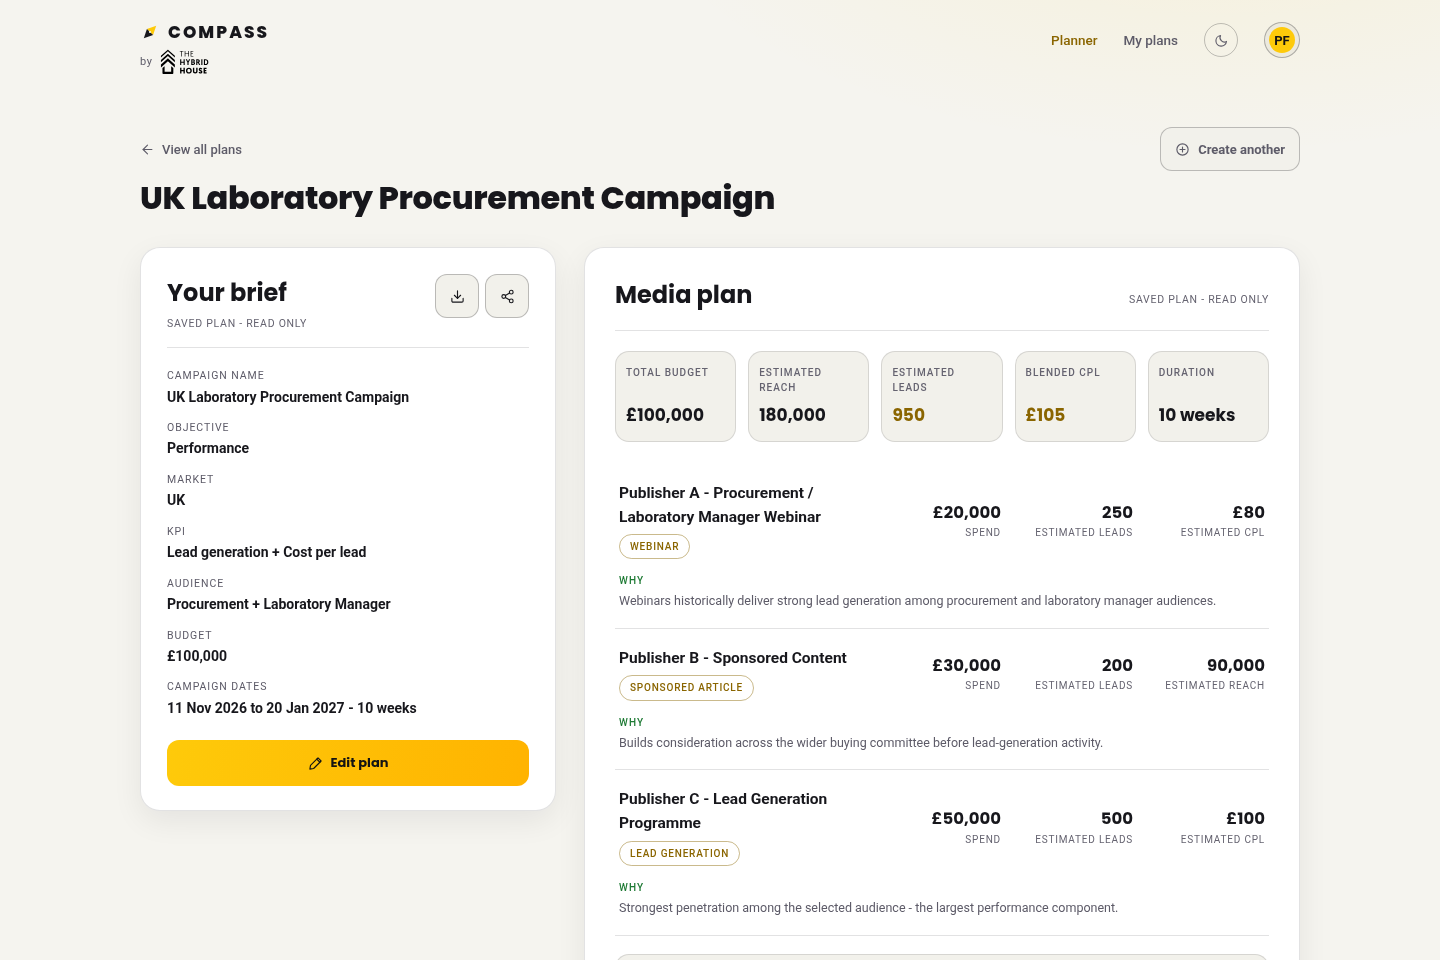 COMPASS
by THE HYBRID HOUSE
Planner
My plans
PF
View all plans
Create another
UK Laboratory Procurement Campaign
Your brief
SAVED PLAN - READ ONLY
CAMPAIGN NAME
UK Laboratory Procurement Campaign
OBJECTIVE
Performance
MARKET
UK
KPI
Lead generation + Cost per lead
AUDIENCE
Procurement + Laboratory Manager
BUDGET
£100,000
CAMPAIGN DATES
11 Nov 2026 to 20 Jan 2027 - 10 weeks
Edit plan
Media plan
SAVED PLAN - READ ONLY
TOTAL BUDGET
£100,000
ESTIMATED
REACH
180,000
ESTIMATED
LEADS
950
BLENDED CPL
£105
DURATION
10 weeks
Publisher A - Procurement /
Laboratory Manager Webinar
WEBINAR
£20,000
SPEND
250
ESTIMATED LEADS
£80
ESTIMATED CPL
WHY
Webinars historically deliver strong lead generation among procurement and laboratory manager audiences.
Publisher B - Sponsored Content
SPONSORED ARTICLE
£30,000
SPEND
200
ESTIMATED LEADS
90,000
ESTIMATED REACH
WHY
Builds consideration across the wider buying committee before lead-generation activity.
Publisher C - Lead Generation
Programme
LEAD GENERATION
£50,000
SPEND
500
ESTIMATED LEADS
£100
ESTIMATED CPL
WHY
Strongest penetration among the selected audience - the largest performance component.